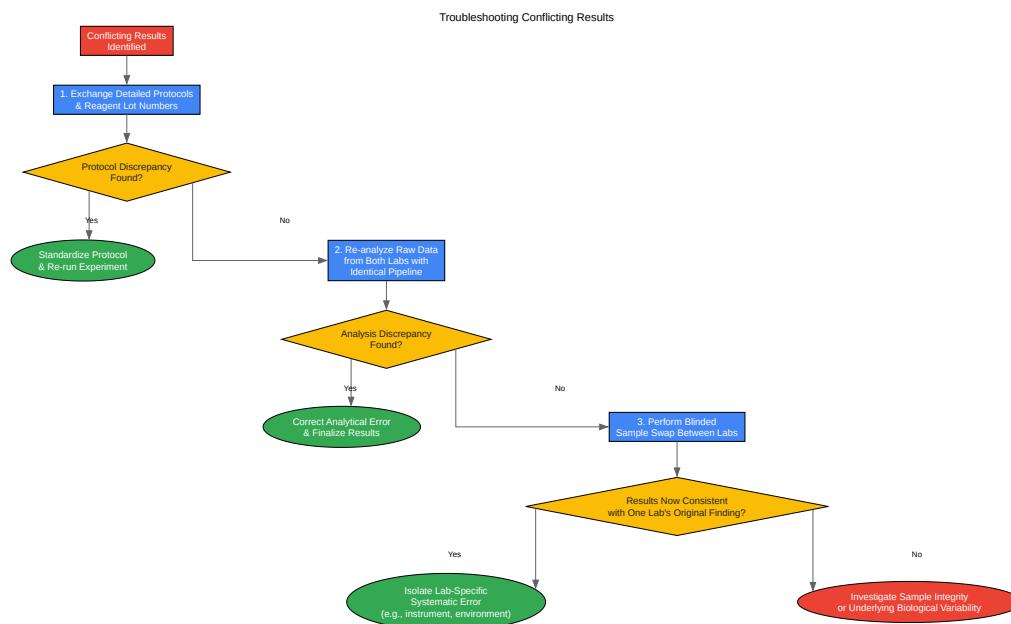 Troubleshooting Conflicting Results
Conflicting Results
Identified
1. Exchange Detailed Protocols
& Reagent Lot Numbers
Protocol Discrepancy
Found?
Yes
No
Standardize Protocol
& Re-run Experiment
2. Re-analyze Raw Data
from Both Labs with
Identical Pipeline
Analysis Discrepancy
Found?
Yes
No
Correct Analytical Error
& Finalize Results
3. Perform Blinded
Sample Swap Between Labs
Results Now Consistent
with One Lab's Original Finding?
Yes
No
Isolate Lab-Specific
Systematic Error
(e.g., instrument, environment)
Investigate Sample Integrity
or Underlying Biological Variability